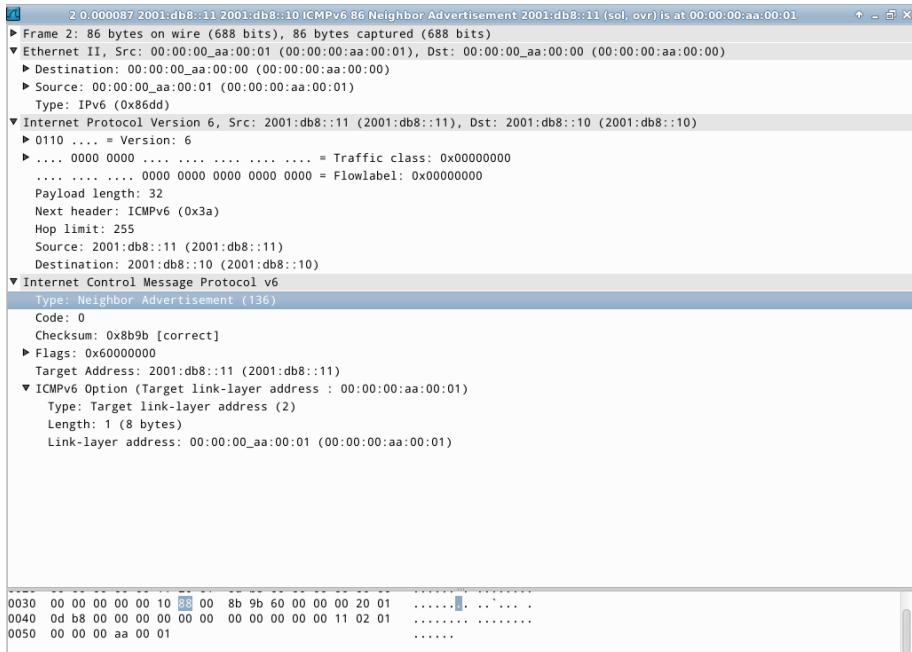 2 0.000087 2001:db8::11 2001:db8::10 ICMPv6 86 Neighbor Advertisement 2001:db8::11 (sol, ovr) is at 00:00:00:aa:00:01
Frame 2: 86 bytes on wire (688 bits), 86 bytes captured (688 bits)
Ethernet II, Src: 00:00:00_aa:00:01 (00:00:00:aa:00:01), Dst: 00:00:00_aa:00:00 (00:00:00:aa:00:00)
Destination: 00:00:00_aa:00:00 (00:00:00:aa:00:00)
Source: 00:00:00_aa:00:01 (00:00:00:aa:00:01)
Type: IPv6 (0x86dd)
Internet Protocol Version 6, Src: 2001:db8::11 (2001:db8::11), Dst: 2001:db8::10 (2001:db8::10)
0110 .... = Version: 6
.... 0000 0000 .... .... .... .... .... = Traffic class: 0x00000000
.... .... .... 0000 0000 0000 0000 0000 = Flowlabel: 0x00000000
Payload length: 32
Next header: ICMPv6 (0x3a)
Hop limit: 255
Source: 2001:db8::11 (2001:db8::11)
Destination: 2001:db8::10 (2001:db8::10)
Internet Control Message Protocol v6
Type: Neighbor Advertisement (136)
Code: 0
Checksum: 0x8b9b [correct]
Flags: 0x60000000
Target Address: 2001:db8::11 (2001:db8::11)
ICMPv6 Option (Target link-layer address : 00:00:00:aa:00:01)
Type: Target link-layer address (2)
Length: 1 (8 bytes)
Link-layer address: 00:00:00_aa:00:01 (00:00:00:aa:00:01)
0030 00 00 00 00 00 10 88 00 8b 9b 60 00 00 00 20 01 ........ ..`... .
0040 0d b8 00 00 00 00 00 00 00 00 00 00 00 11 02 01 ........ ........
0050 00 00 00 aa 00 01 ......